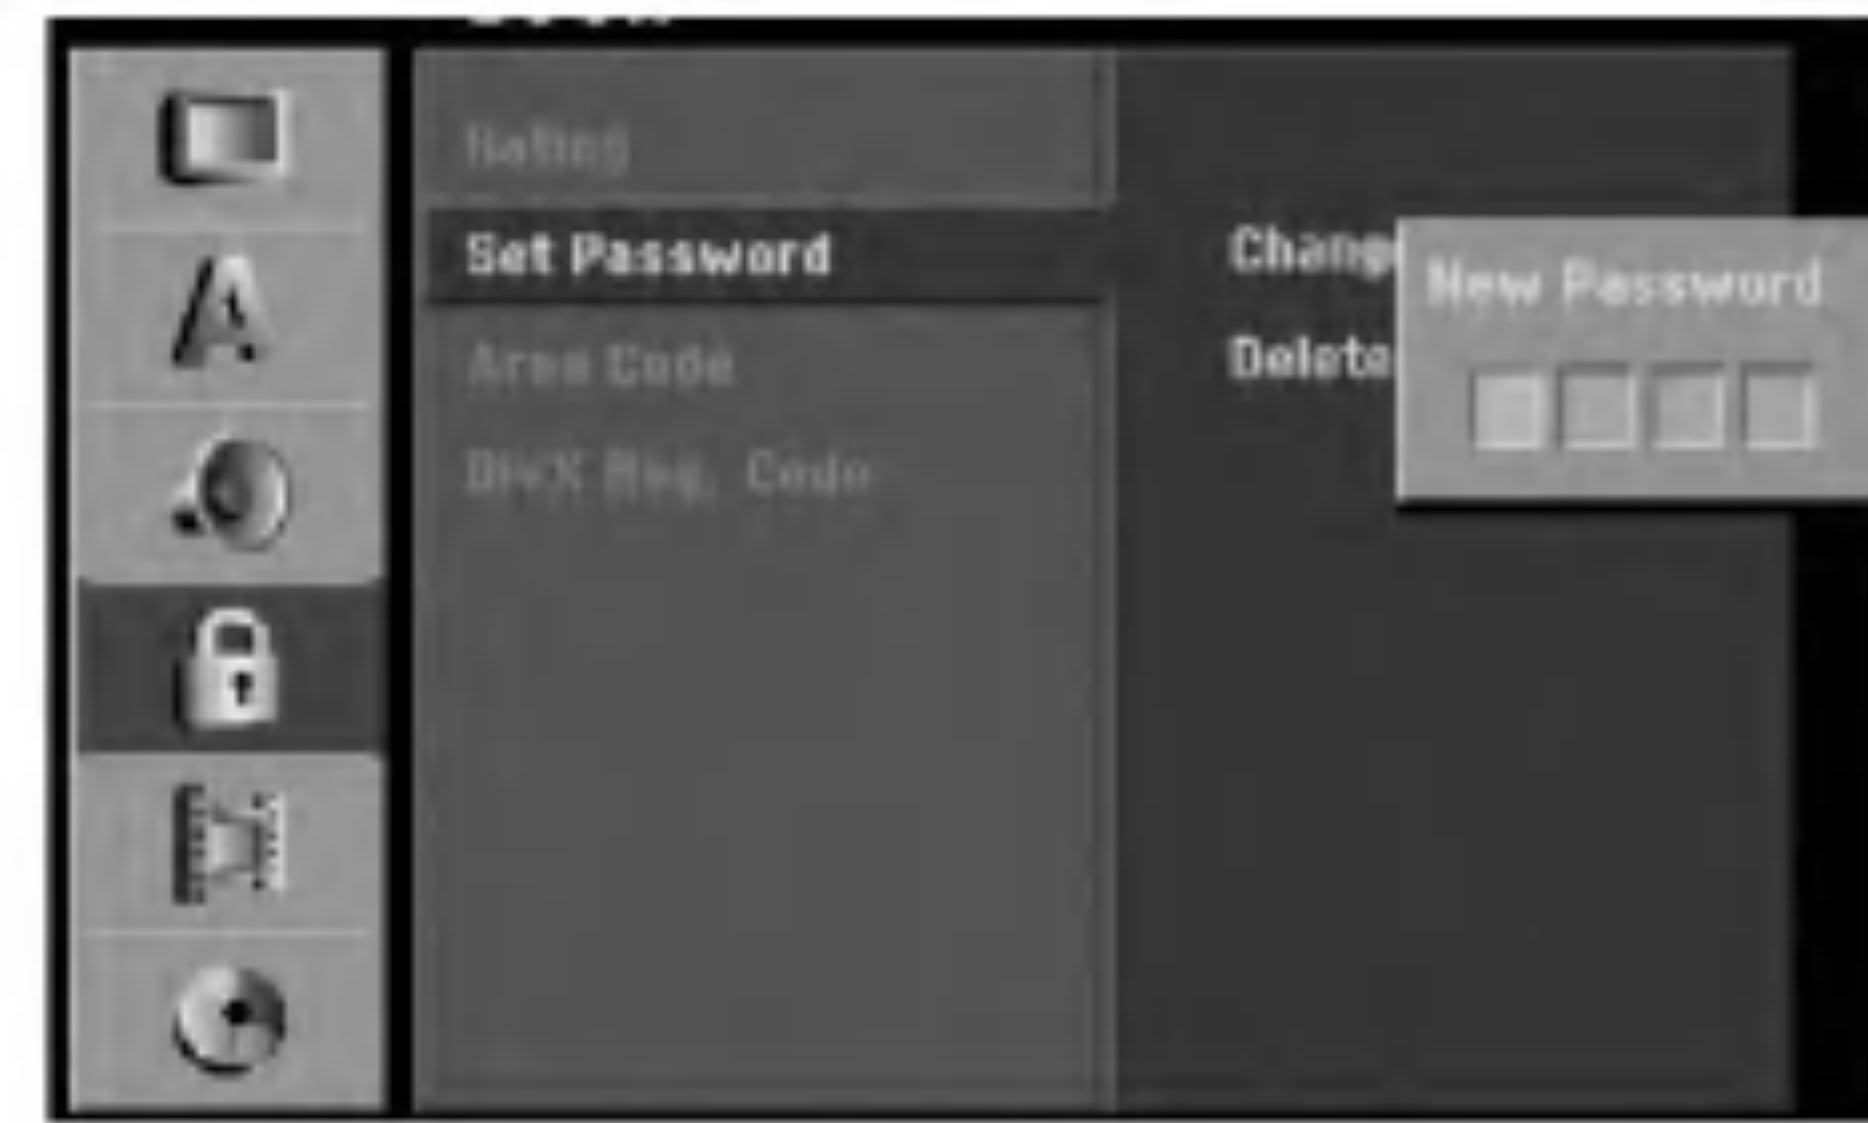 Rating
Set Password
Area Code
DivX Reg. Code
Change
Delete
New Password